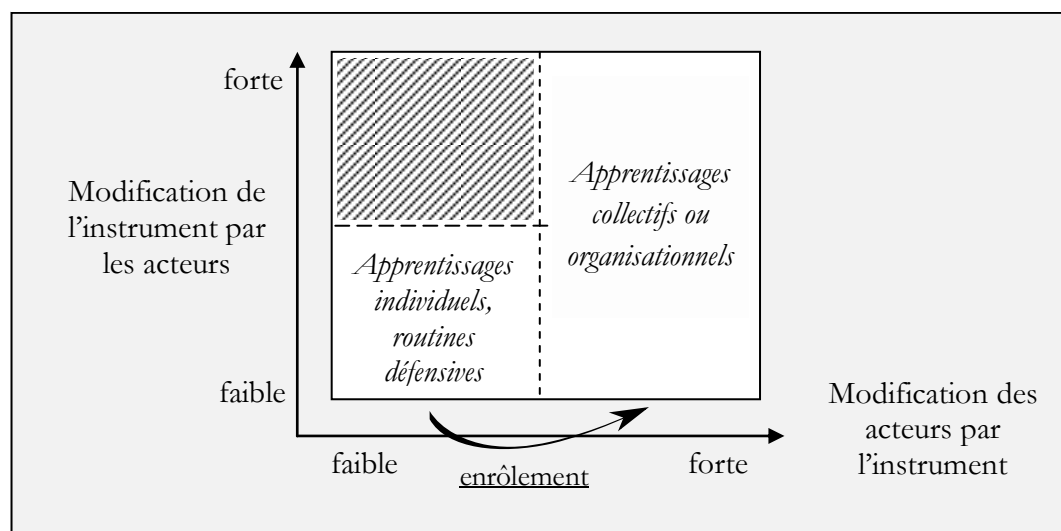 forte
Modification de
l’instrument par
les acteurs
faible
Apprentissages
individuels,
routines
défensives
Apprentissages
collectifs ou
organisationnels
faible
enrôlement
forte
Modification des
acteurs par
l’instrument